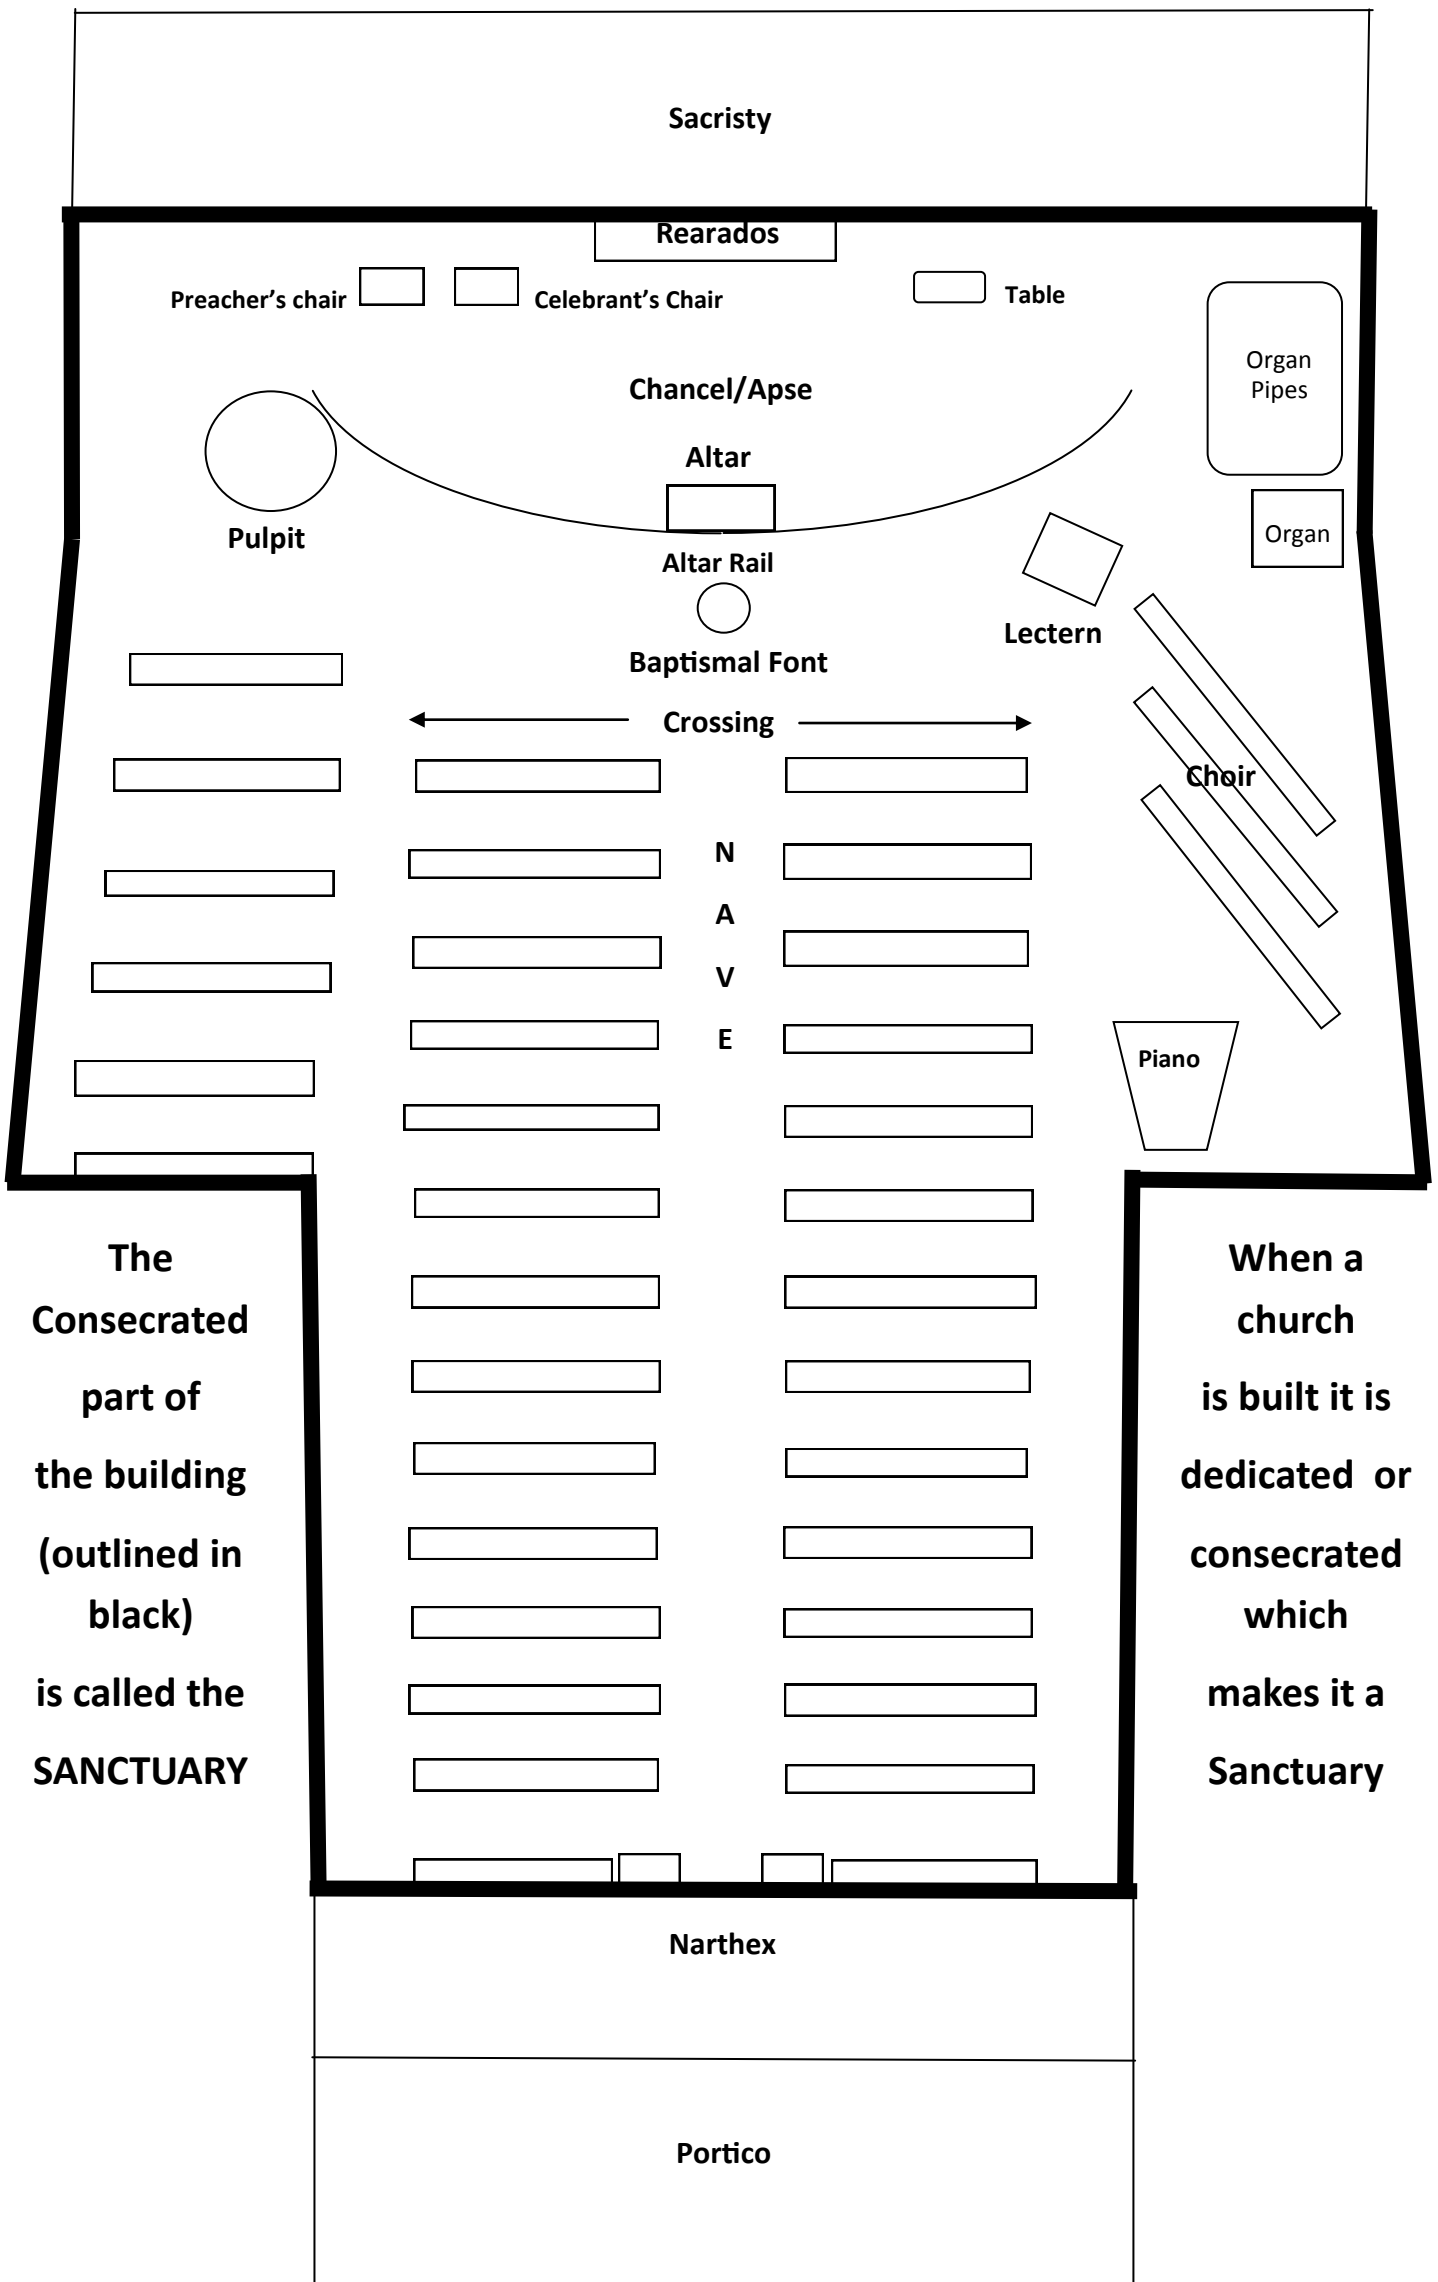 Sacristy
Rearados
Preacher’s chair
Celebrant’s Chair
Table
Organ
Pipes
Chancel/Apse
Altar
Pulpit
Organ
Altar Rail
Lectern
Baptismal Font
Crossing
Choir
N
A
V
E
Piano
The
Consecrated
part of
the building
(outlined in
black)
is called the
SANCTUARY
When a
church
is built it is
dedicated or
consecrated
which
makes it a
Sanctuary
Narthex
Portico